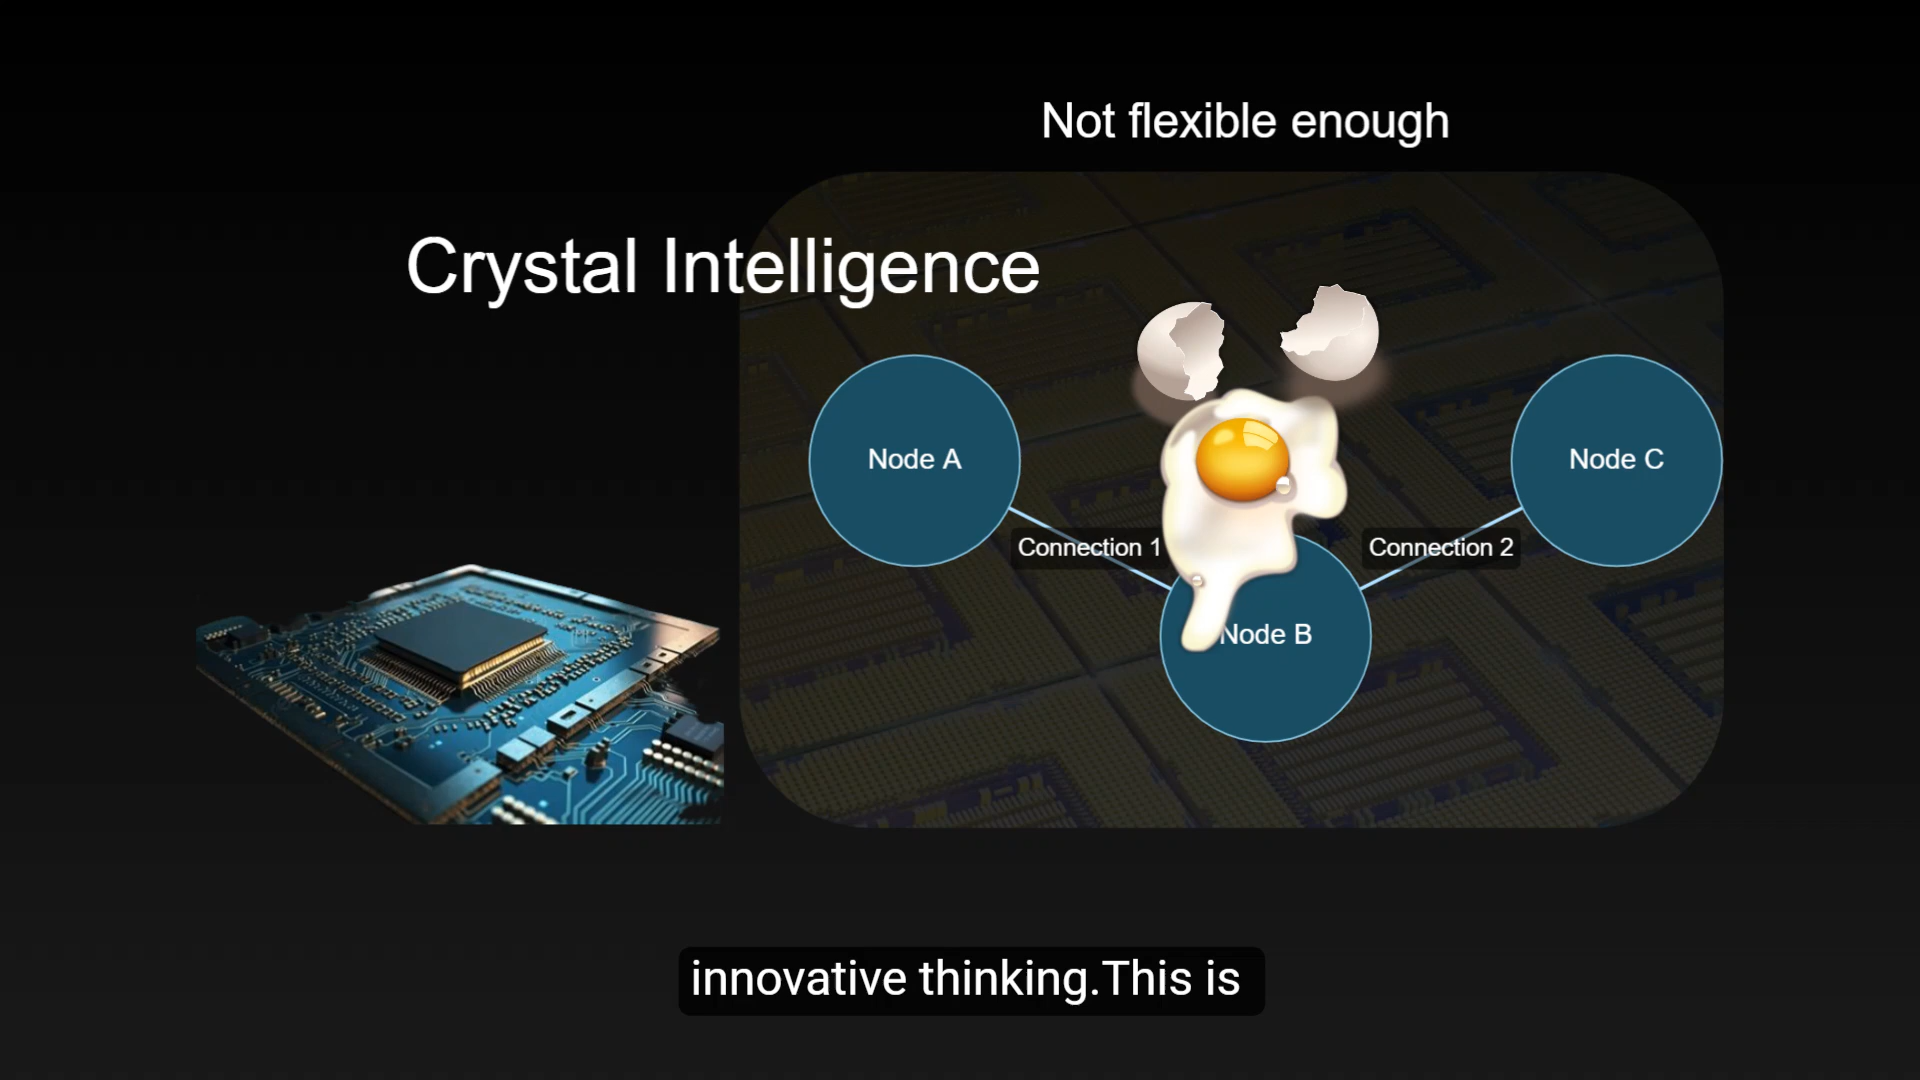 Not flexible enough
Crystal Intelligence
Node A
Node C
Connection 1
Connection 2
Node B
innovative thinking.This is